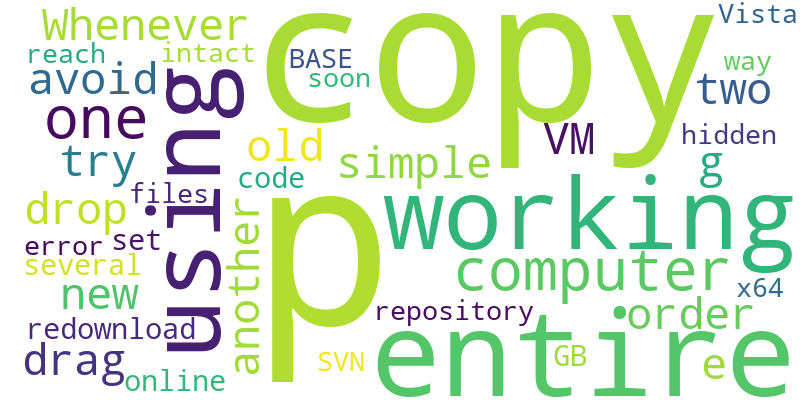 Whenever copy Vista
reach intact BASE way
avoid soon two
one using VM hidden
try old simple g
files code
drop p working
error set another computer
several x64
new repository order
redownload entire
drag SVN GB e
online